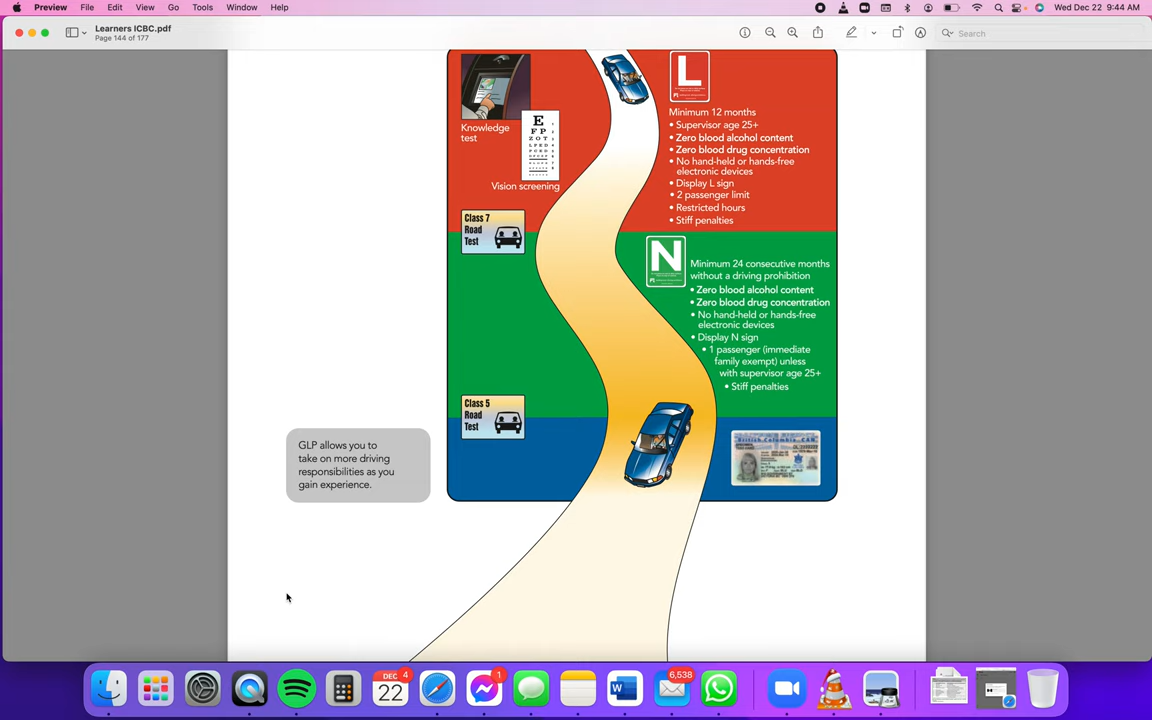 Preview File Edit View Go Tools Window Help Wed Dec 22 9:44 AM
Learners ICBC.pdf
Page 144 of 177
Search
L
Knowledge
test
E
F P
T O Z
Vision screening
Minimum 12 months
• Supervisor age 25+
• Zero blood alcohol content
• Zero blood drug concentration
• No hand-held or hands-free
electronic devices
• Display L sign
• 2 passenger limit
• Restricted hours
• Stiff penalties
Class 7
Road
Test
N
Minimum 24 consecutive months
without a driving prohibition
• Zero blood alcohol content
• Zero blood drug concentration
• No hand-held or hands-free
electronic devices
• Display N sign
• 1 passenger (immediate
family exempt) unless
with supervisor age 25+
• Stiff penalties
Class 5
Road
Test
British Columbia, CAN
GLP allows you to
take on more driving
responsibilities as you
gain experience.
DEC
22
4
1
6,538
W